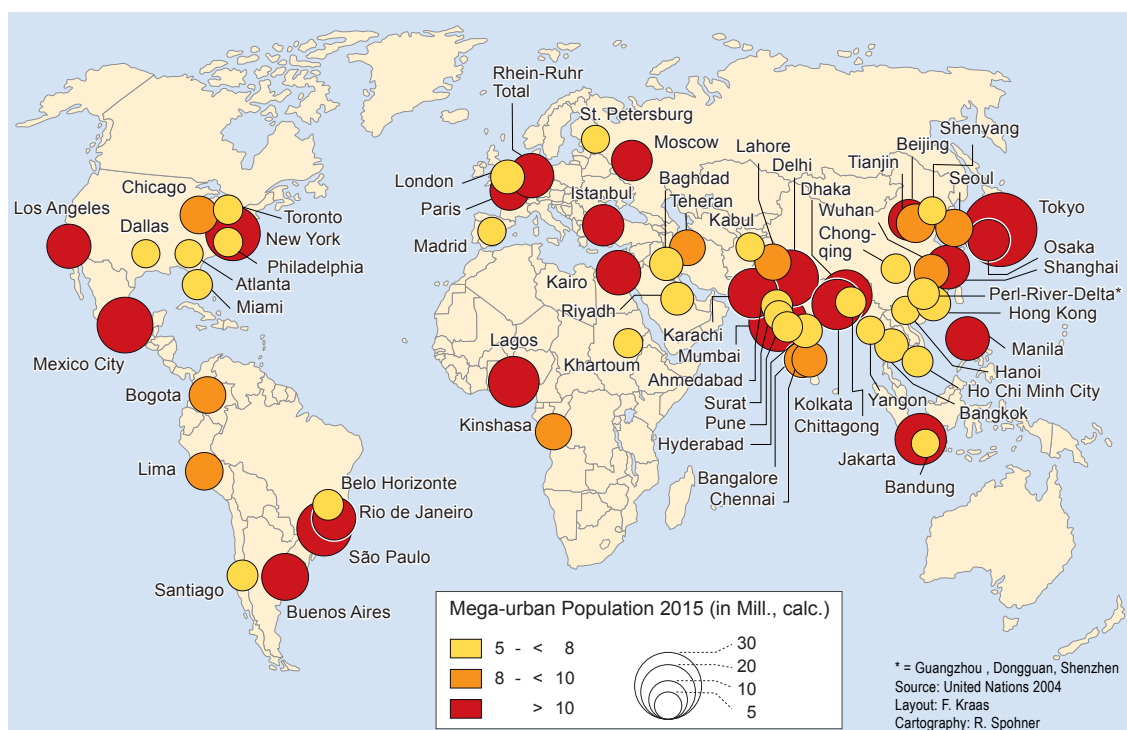 Rhein-Ruhr
Total
St. Petersburg
Moscow
London
Paris
Istanbul
Madrid
Baghdad
Teheran
Kabul
Lahore
Delhi
Dhaka
Wuhan
Chong-
qing
Tianjin
Beijing
Shenyang
Seoul
Tokyo
Osaka
Shanghai
Perl-River-Delta*
Hong Kong
Manila
Hanoi
Ho Chi Minh City
Bangkok
Yangon
Kolkata
Chittagong
Jakarta
Bandung
Kairo
Riyadh
Karachi
Mumbai
Ahmedabad
Surat
Pune
Hyderabad
Bangalore
Chennai
Khartoum
Lagos
Kinshasa
Chicago
Los Angeles
Dallas
Toronto
New York
Philadelphia
Atlanta
Miami
Mexico City
Bogota
Lima
Belo Horizonte
Rio de Janeiro
São Paulo
Santiago
Buenos Aires
Mega-urban Population 2015 (in Mill., calc.)
5 - < 8
8 - < 10
> 10
30
20
10
5
* = Guangzhou , Dongguan, Shenzhen
Source: United Nations 2004
Layout: F. Kraas
Cartography: R. Spohner